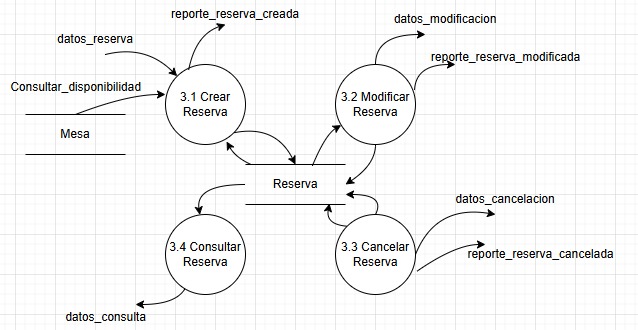 reporte_reserva_creada
datos_modificacion
datos_reserva
reporte_reserva_modificada
Consultar_disponibilidad
3.1 Crear
Reserva
3.2 Modificar
Reserva
Mesa
Reserva
datos_cancelacion
3.4 Consultar
Reserva
3.3 Cancelar
Reserva
reporte_reserva_cancelada
datos_consulta